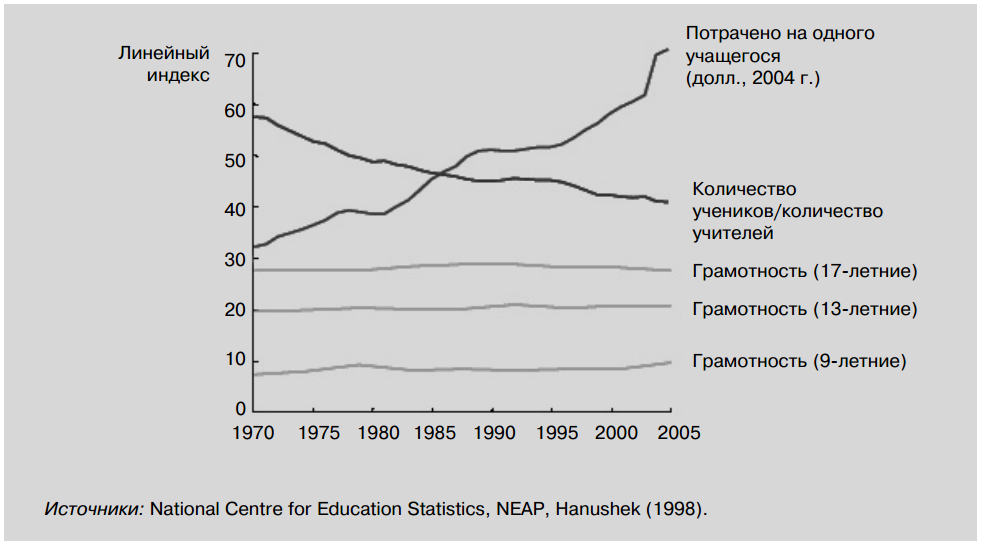 Потрачено на одного
учащегося
(долл., 2004 г.)
Линейный
индекс
70
60
50
40
30
20
10
0
Количество
учеников/количество
учителей
Грамотность (17-летние)
Грамотность (13-летние)
Грамотность (9-летние)
1970 1975 1980 1985 1990 1995 2000 2005
Источники: National Centre for Education Statistics, NEAP, Hanushek (1998).